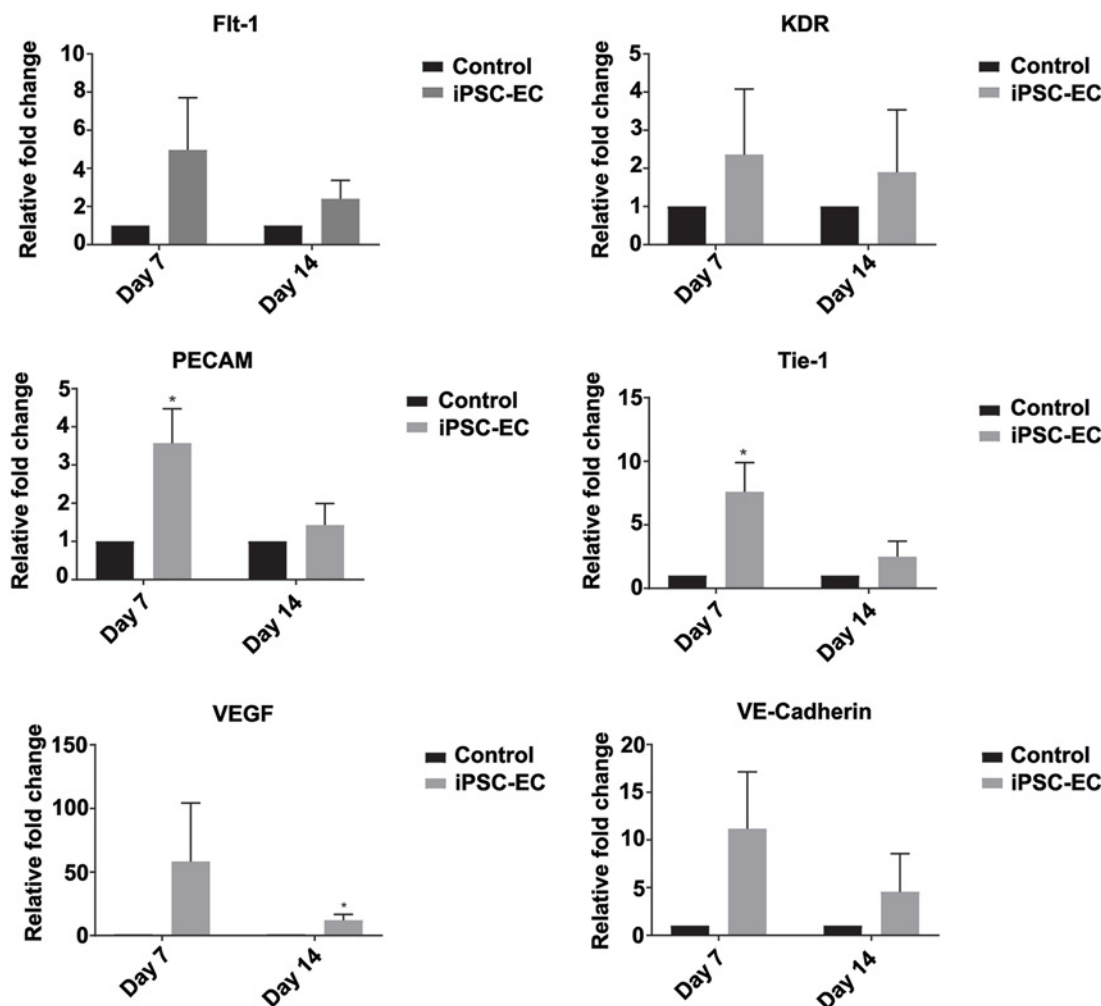 Flt-1
Relative fold change
10
8
6
4
2
0
Day 7
Day 14
Control
iPSC-EC
KDR
Relative fold change
5
4
3
2
1
0
Day 7
Day 14
Control
iPSC-EC
PECAM
Relative fold change
5
4
3
2
1
0
*
Day 7
Day 14
Control
iPSC-EC
Tie-1
Relative fold change
15
10
5
0
*
Day 7
Day 14
Control
iPSC-EC
VEGF
Relative fold change
150
100
50
0
*
Day 7
Day 14
Control
iPSC-EC
VE-Cadherin
Relative fold change
20
15
10
5
0
Day 7
Day 14
Control
iPSC-EC